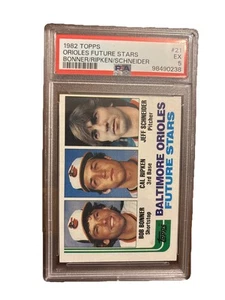 1982 TOPPS #21
ORIOLES FUTURE STARS EX
BONNER/RIPKEN/SCHNEIDER 5
PSA 98490238
JEFF SCHNEIDER
Pitcher
CAL RIPKEN
3rd Base
BOB BONNER
Shortstop
BALTIMORE ORIOLES
FUTURE STARS
Topps